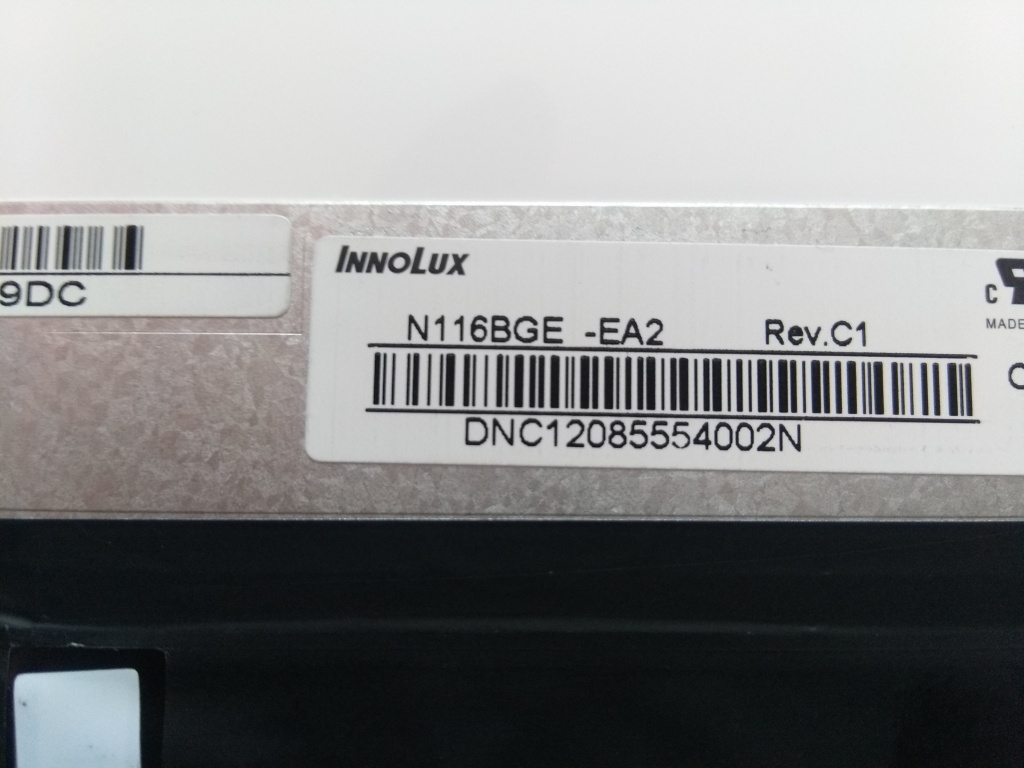 9DC
INNOLUX
N116BGE -EA2 Rev.C1
DNC12085554002N
C
MADE